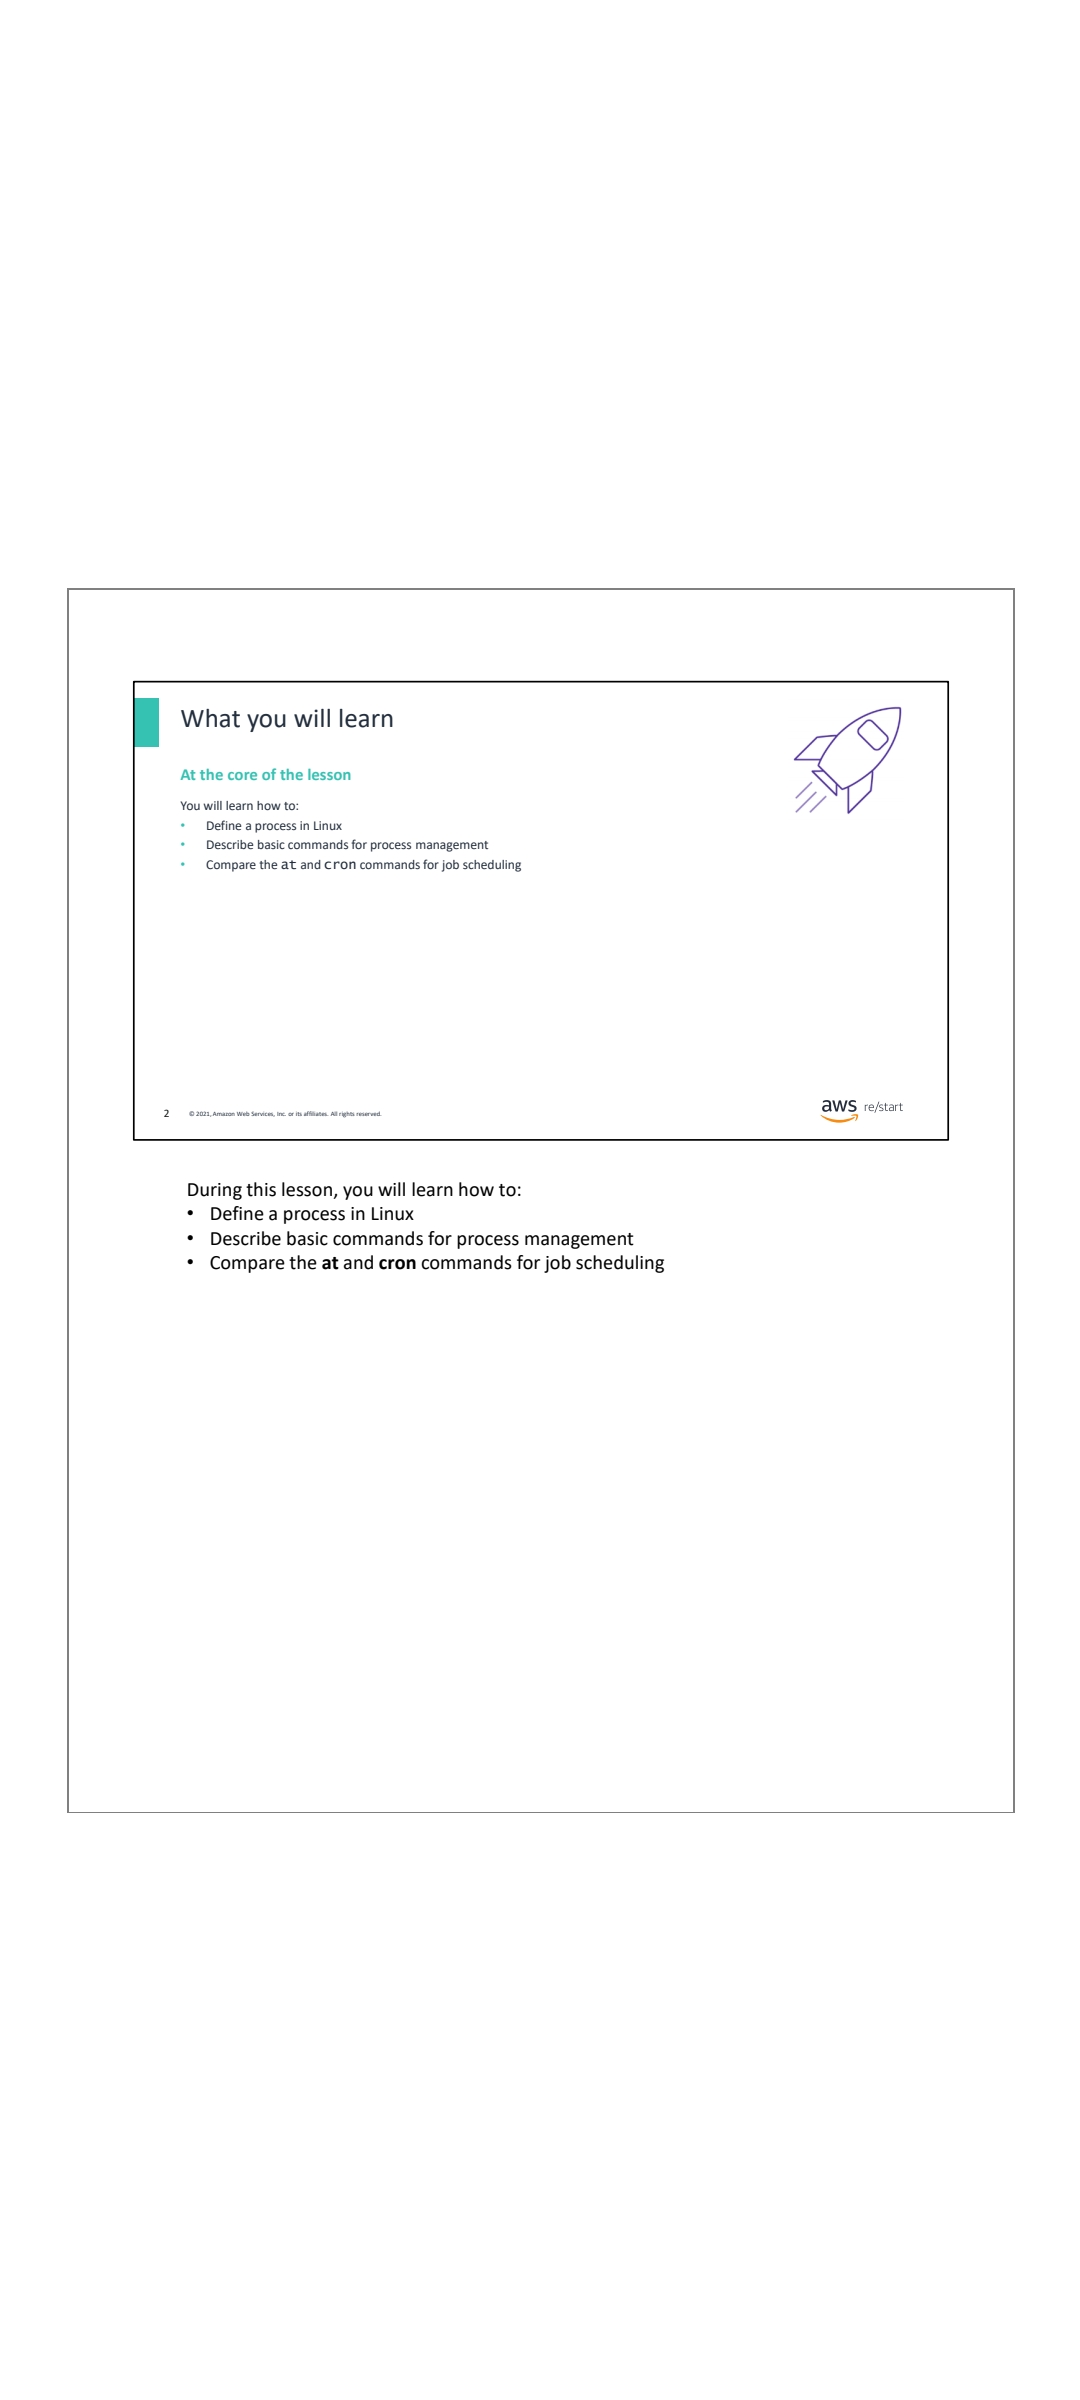 What you will learn
At the core of the lesson
You will learn how to:
• Define a process in Linux
• Describe basic commands for process management
• Compare the at and cron commands for job scheduling
2 © 2021, Amazon Web Services, Inc. or its affiliates. All rights reserved.
aws re/start
During this lesson, you will learn how to:
• Define a process in Linux
• Describe basic commands for process management
• Compare the at and cron commands for job scheduling